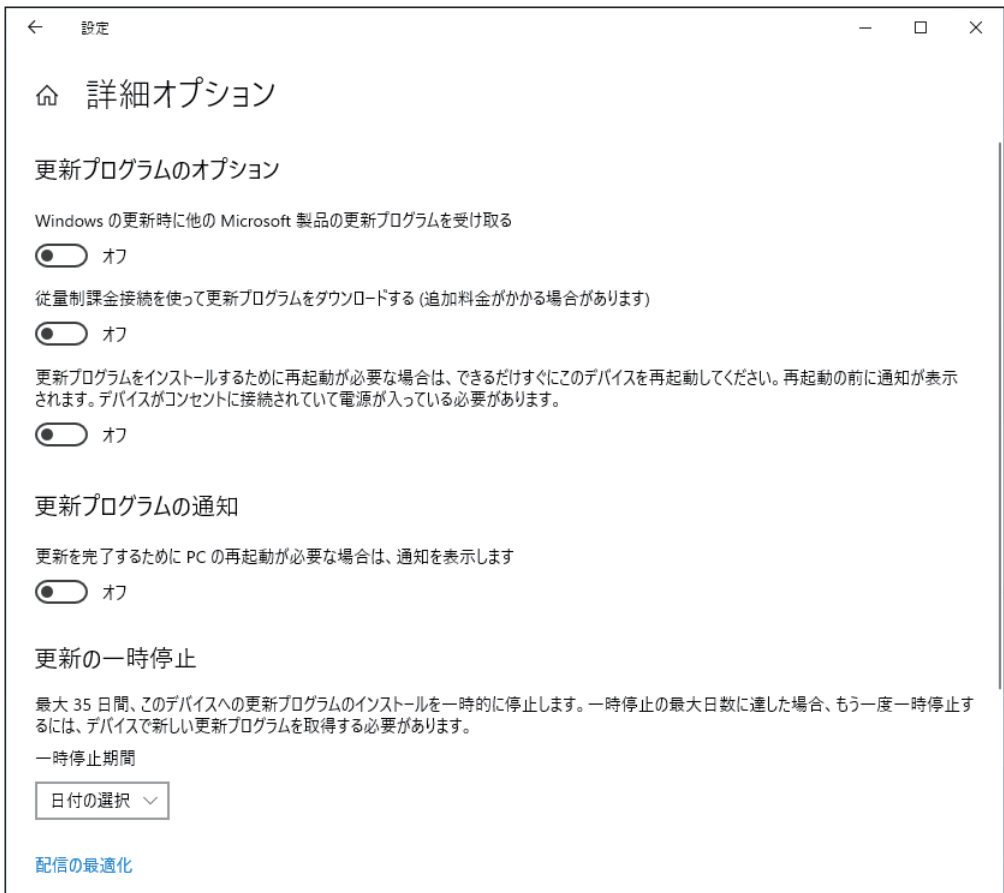 設定
詳細オプション
更新プログラムのオプション
Windows の更新時に他の Microsoft 製品の更新プログラムを受け取る
オフ
従量制課金接続を使って更新プログラムをダウンロードする (追加料金がかかる場合があります)
オフ
更新プログラムをインストールするために再起動が必要な場合は、できるだけすぐにこのデバイスを再起動してください。再起動の前に通知が表示
されます。デバイスがコンセントに接続されていて電源が入っている必要があります。
オフ
更新プログラムの通知
更新を完了するために PC の再起動が必要な場合は、通知を表示します
オフ
更新の一時停止
最大 35 日間、このデバイスへの更新プログラムのインストールを一時的に停止します。一時停止の最大日数に達した場合、もう一度一時停止す
るには、デバイスで新しい更新プログラムを取得する必要があります。
一時停止期間
日付の選択
配信の最適化